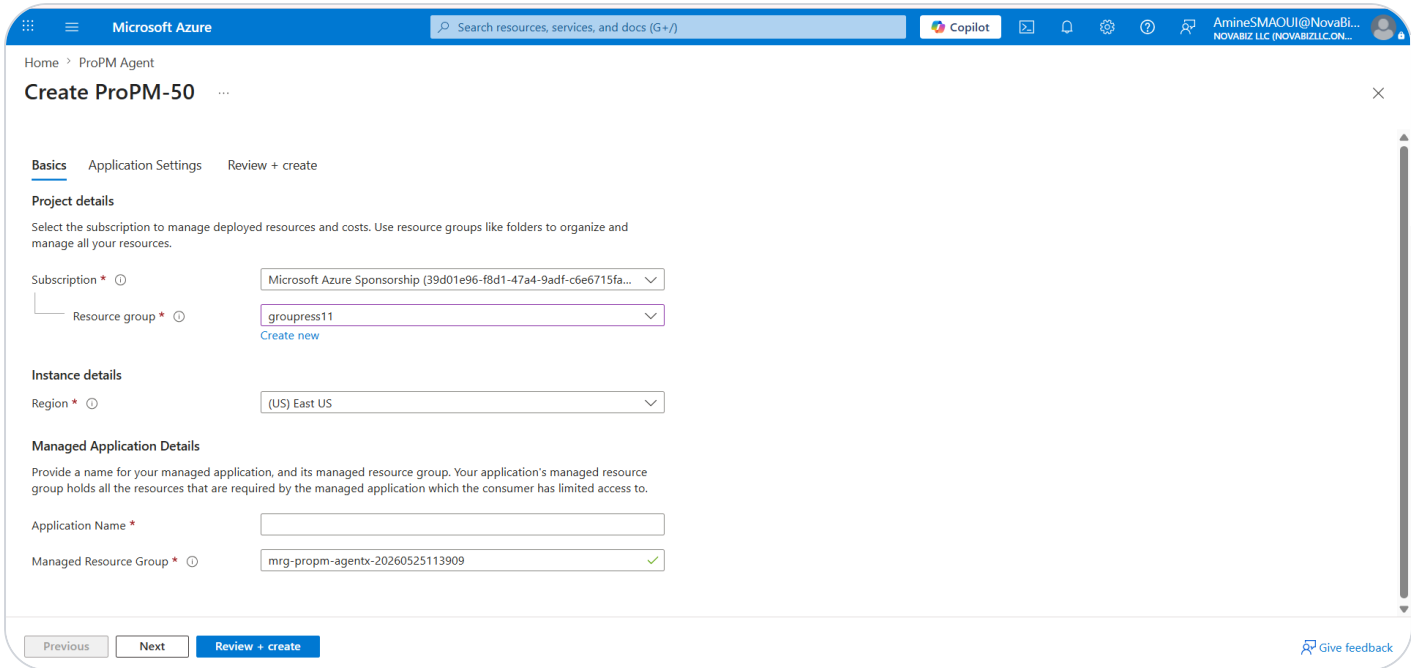 Microsoft Azure
Search resources, services, and docs (G+/)
Copilot
AmineSMAOUI@NovaBi...
NOVABIZ LLC (NOVABIZLLC.ON...
Home > ProPM Agent
Create ProPM-50 ...
Basics Application Settings Review + create
Project details
Select the subscription to manage deployed resources and costs. Use resource groups like folders to organize and
manage all your resources.
Subscription * Microsoft Azure Sponsorship (39d01e96-f8d1-47a4-9adf-c6e6715fa...
Resource group * groupress11
Create new
Instance details
Region * (US) East US
Managed Application Details
Provide a name for your managed application, and its managed resource group. Your application's managed resource
group holds all the resources that are required by the managed application which the consumer has limited access to.
Application Name *
Managed Resource Group * mrg-propm-agentx-20260525113909
Previous Next Review + create Give feedback